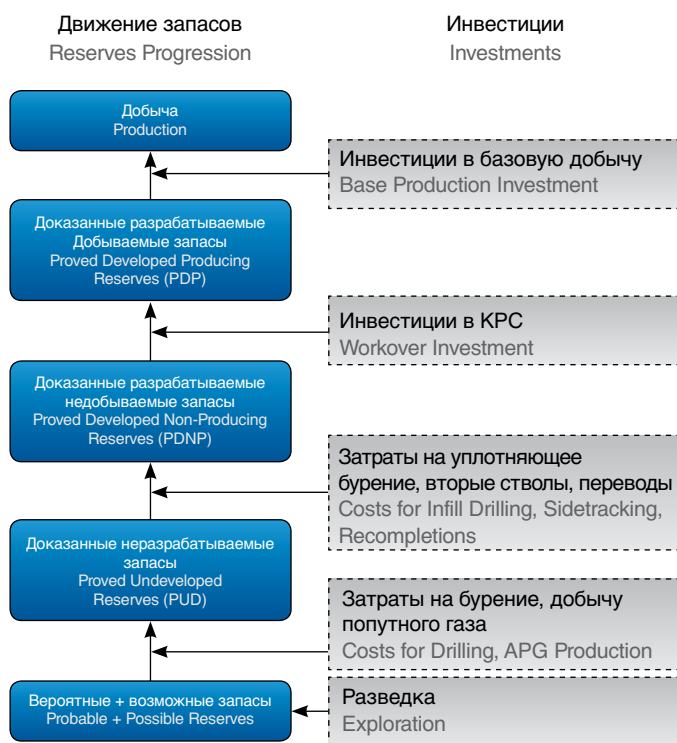 Движение запасов
Reserves Progression
Инвестиции
Investments
Добыча
Production
Инвестиции в базовую добычу
Base Production Investment
Доказанные разрабатываемые
Добываемые запасы
Proved Developed Producing
Reserves (PDP)
Инвестиции в КРС
Workover Investment
Доказанные разрабатываемые
недобываемые запасы
Proved Developed Non-Producing
Reserves (PDNP)
Затраты на уплотняющее
бурение, вторые стволы, переводы
Costs for Infill Drilling, Sidetracking,
Recompletions
Доказанные неразрабатываемые
запасы
Proved Undeveloped
Reserves (PUD)
Затраты на бурение, добычу
попутного газа
Costs for Drilling, APG Production
Вероятные + возможные запасы
Probable + Possible Reserves
Разведка
Exploration